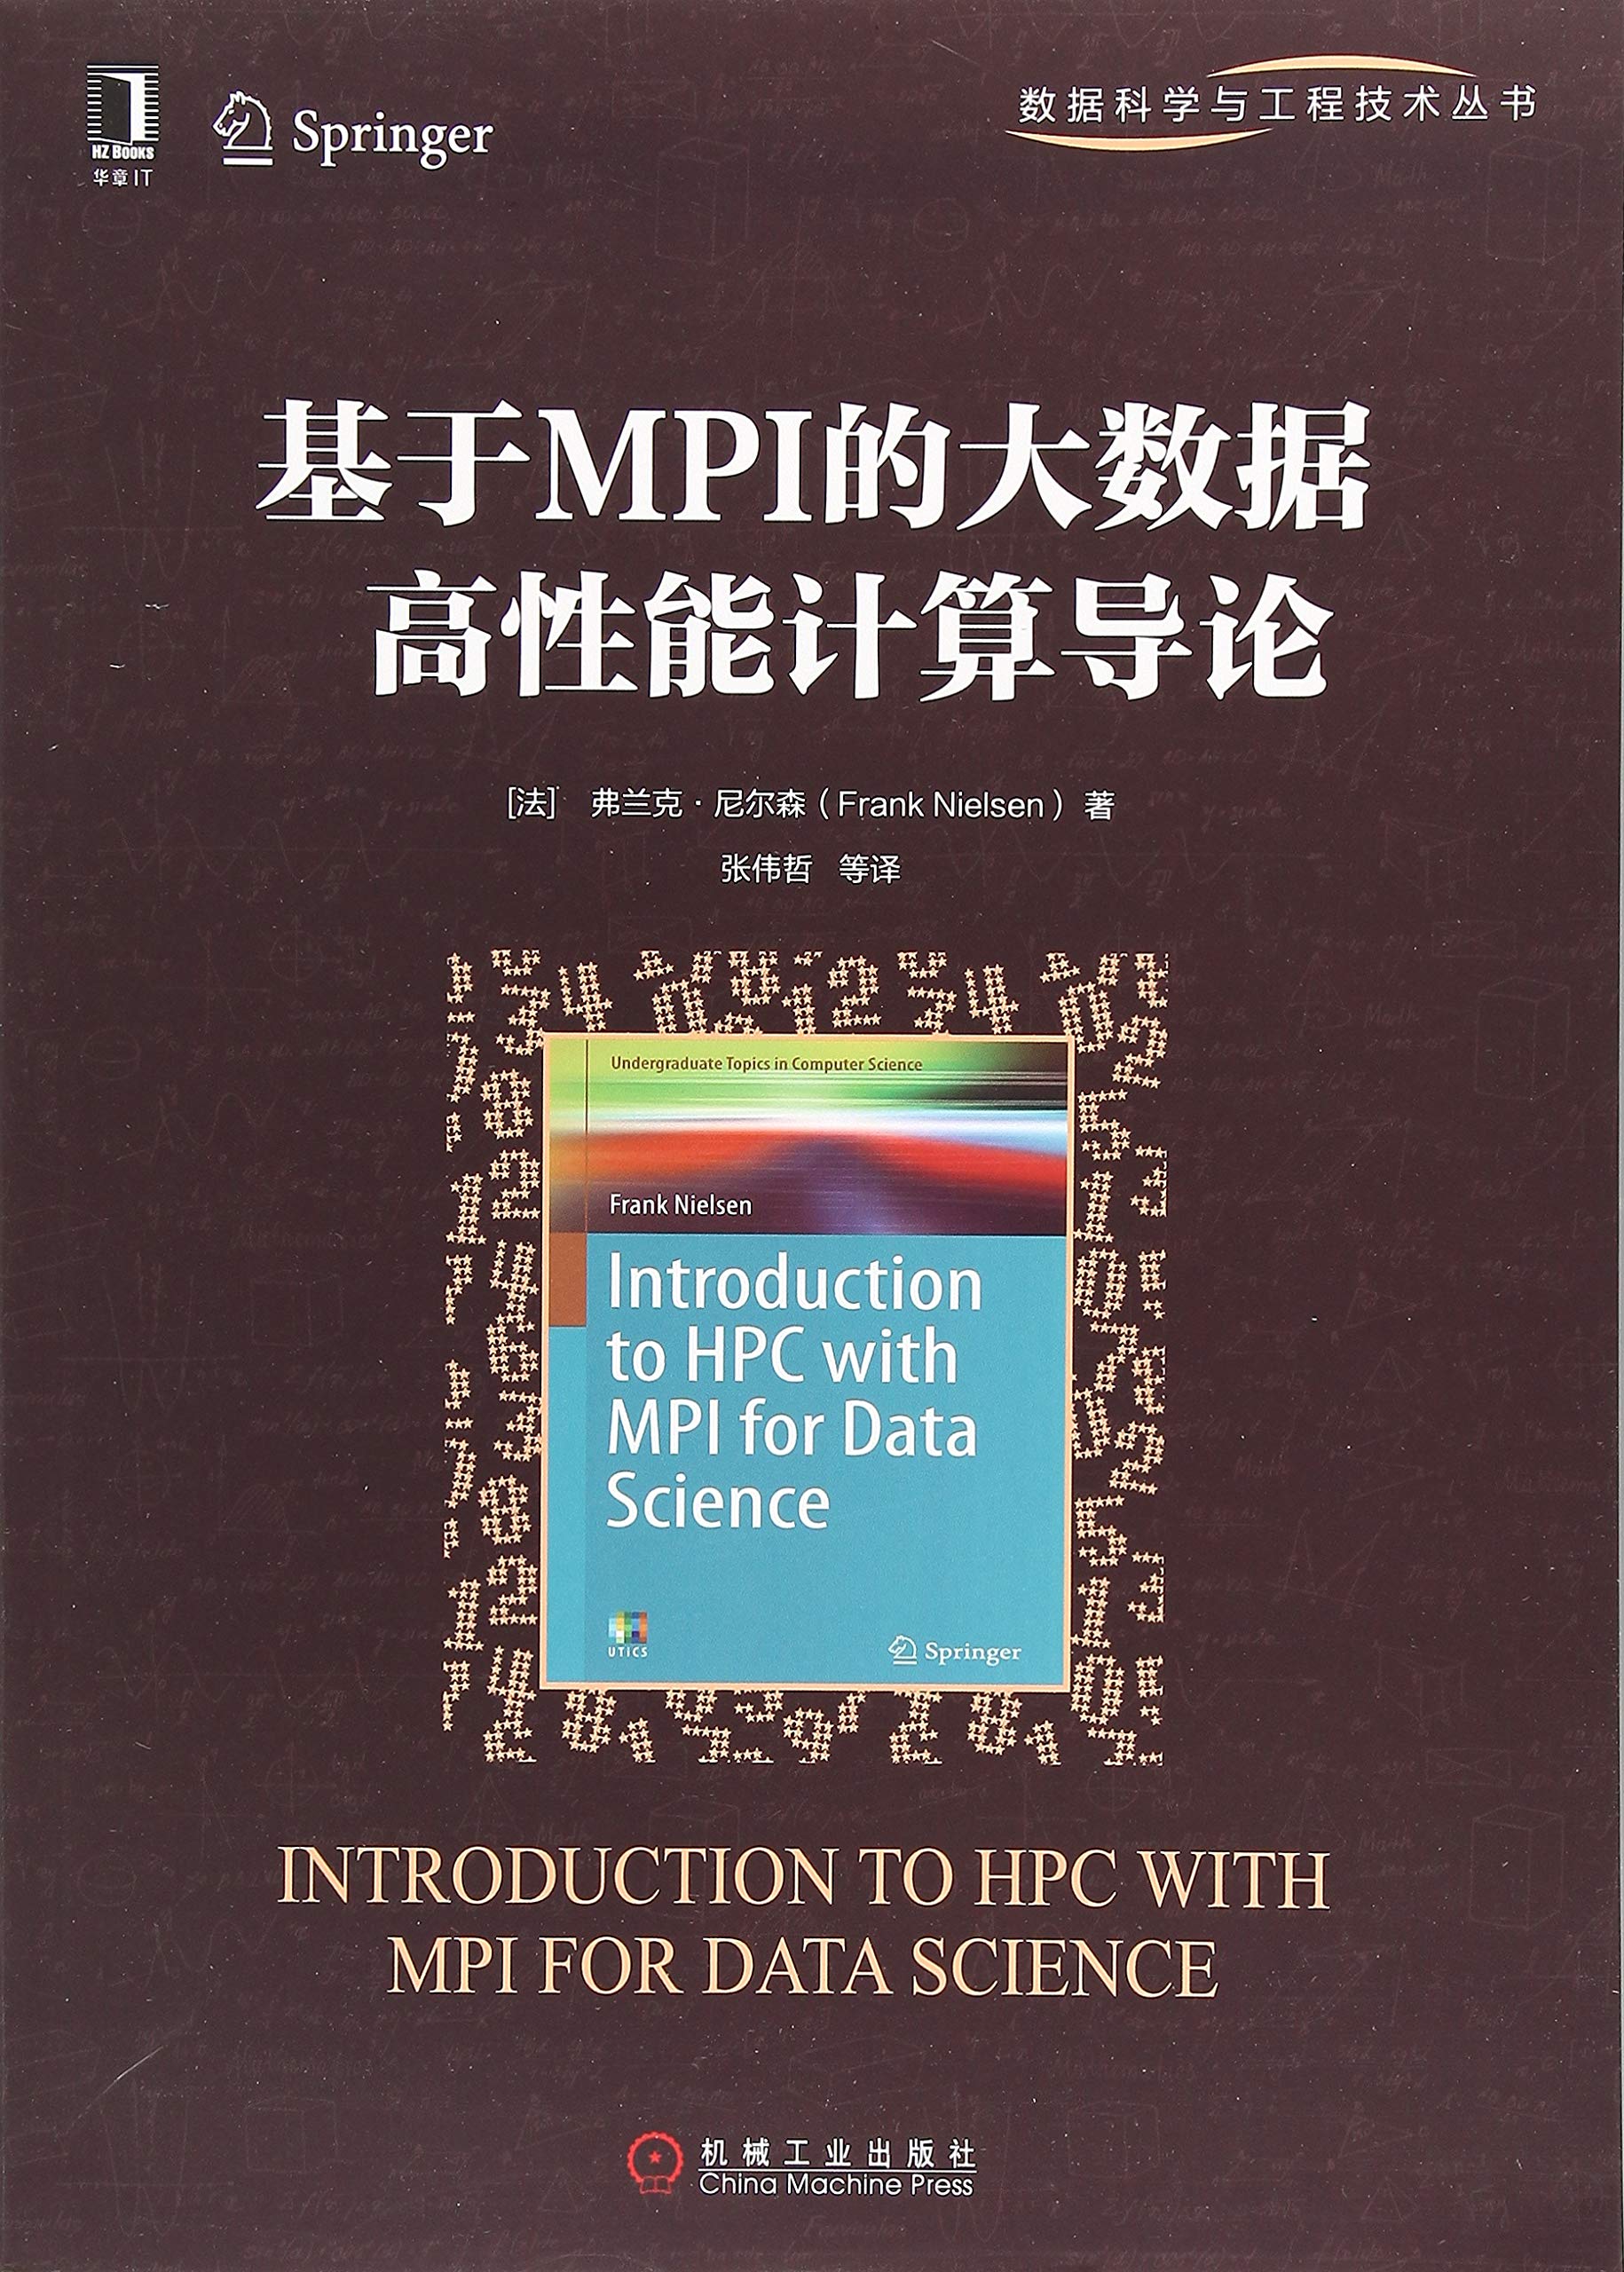 HZ BOOKS
华章IT
Springer
数据科学与工程技术丛书
基于MPI的大数据
高性能计算导论
[法] 弗兰克·尼尔森(Frank Nielsen)著
张伟哲 等译
Undergraduate Topics in Computer Science
Frank Nielsen
Introduction
to HPC with
MPI for Data
Science
UTiCS
Springer
INTRODUCTION TO HPC WITH
MPI FOR DATA SCIENCE
机械工业出版社
China Machine Press